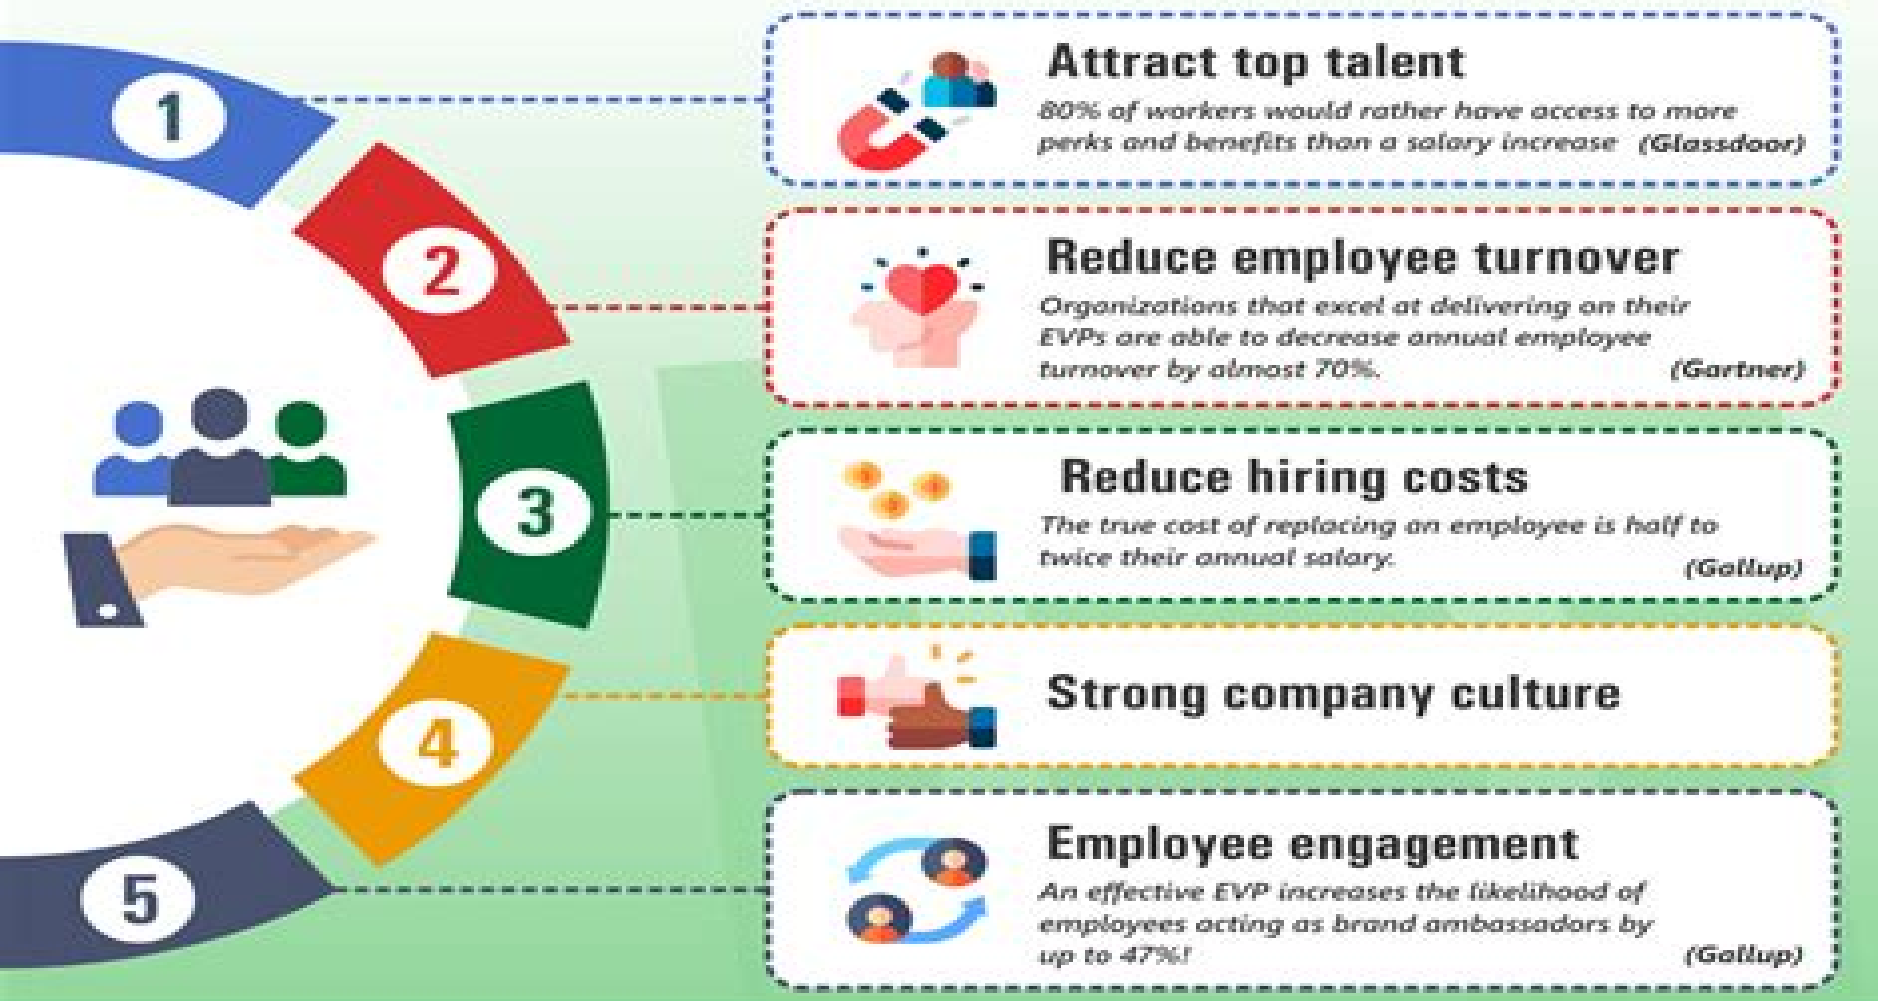 1
Attract top talent
80% of workers would rather have access to more
perks and benefits than a salary increase (Glassdoor)
2
Reduce employee turnover
Organizations that excel at delivering on their
EVPs are able to decrease annual employee
turnover by almost 70%.
(Gartner)
3
Reduce hiring costs
The true cost of replacing an employee is half to
twice their annual salary.
(Gallup)
4
Strong company culture
5
Employee engagement
An effective EVP increases the likelihood of
employees acting as brand ambassadors by
up to 47%!
(Gallup)